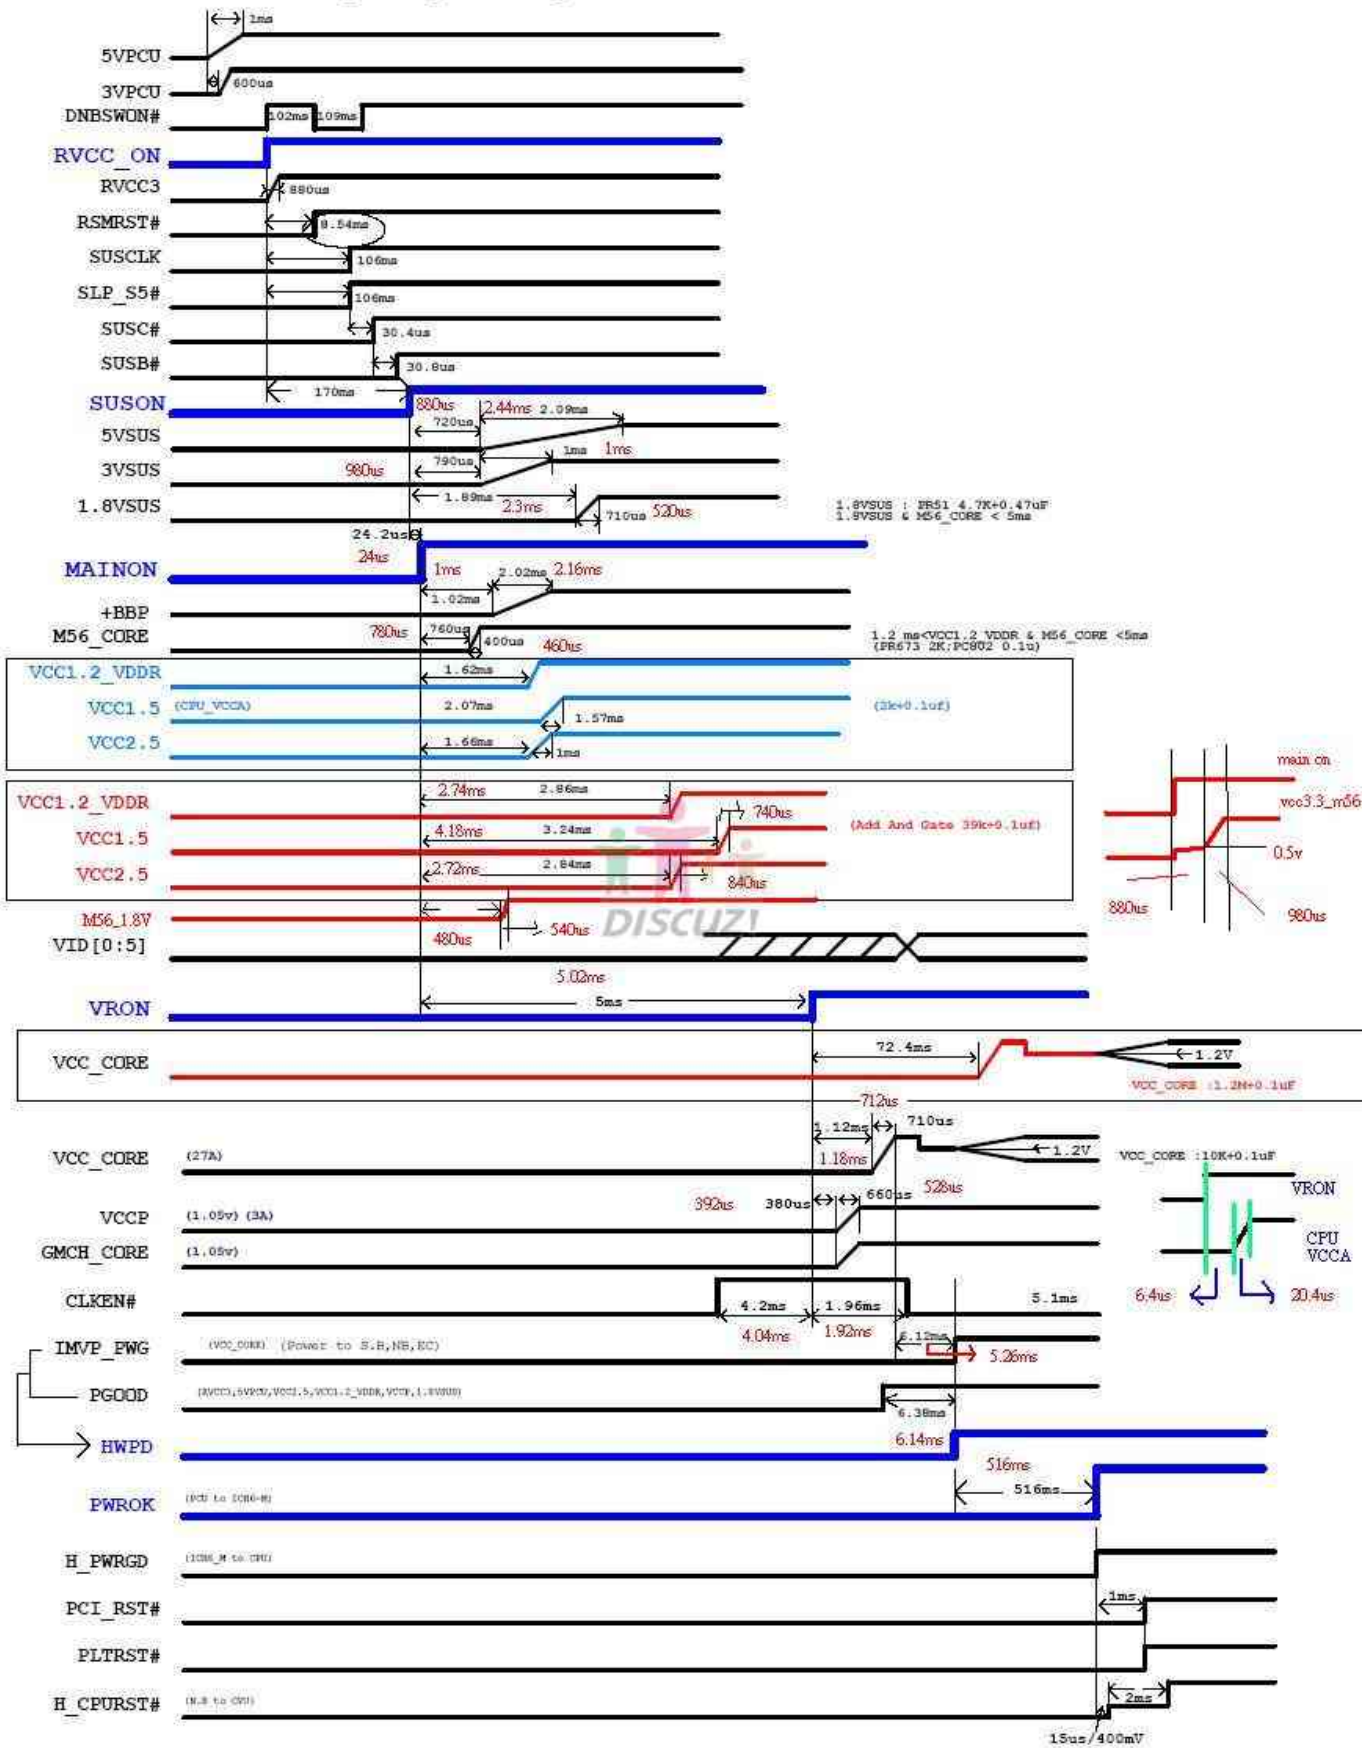 1ms
5VPCU
3VPCU
600us
DNBSWON#
102ms
109ms
RVCC_ON
RVCC3
880us
RSMRST#
8.54ms
SUSCLK
106ms
SLP_S5#
106ms
SUSC#
30.4us
SUSB#
30.8us
170ms
SUSON
880us
2.44ms
2.09ms
720us
5VSUS
1ms
1ms
790us
3VSUS
980us
1.89ms
2.3ms
1.8VSUS
710us
520us
1.8VSUS : PR51 4.7K+0.47uF
1.8VSUS & M56_CORE < 5ms
24.2us
24us
MAINON
1ms
2.02ms
2.16ms
1.02ms
+BBP
M56_CORE
780us
760us
400us
460us
1.2 ms<VCC1.2 VDDR & M56_CORE <5ms
(PR673 2K;PC802 0.1u)
VCC1.2_VDDR
1.62ms
VCC1.5
(CPU_VCCA)
2.07ms
1.57ms
(2k+0.1uf)
VCC2.5
1.66ms
1ms
main on
VCC1.2_VDDR
2.74ms
2.86ms
740us
vcc3.3_m56
VCC1.5
4.18ms
3.24ms
(Add And Gate 39k+0.1uf)
0.5v
VCC2.5
2.72ms
2.84ms
840us
880us
980us
M56_1.8V
480us
540us
DISCUZ!
VID[0:5]
5.02ms
VRON
5ms
VCC_CORE
72.4ms
1.2V
VCC_CORE :1.2M+0.1uF
712us
1.12ms
710us
VCC_CORE
(27A)
1.18ms
1.2V
VCC_CORE :10K+0.1uF
392us
380us
660us
528us
VRON
VCCP
(1.05v) (3A)
GMCH_CORE
(1.05v)
CPU
VCCA
CLKEN#
4.2ms
1.96ms
5.1ms
6.4us
20.4us
4.04ms
1.92ms
IMVP_PWG
(VCC_CORE) (Power to S.B,NB,EC)
6.12ms
5.26ms
PGOOD
6.38ms
HWPD
6.14ms
516ms
PWROK
516ms
H_PWRGD
PCI_RST#
1ms
PLTRST#
H_CPURST#
2ms
15us/400mV